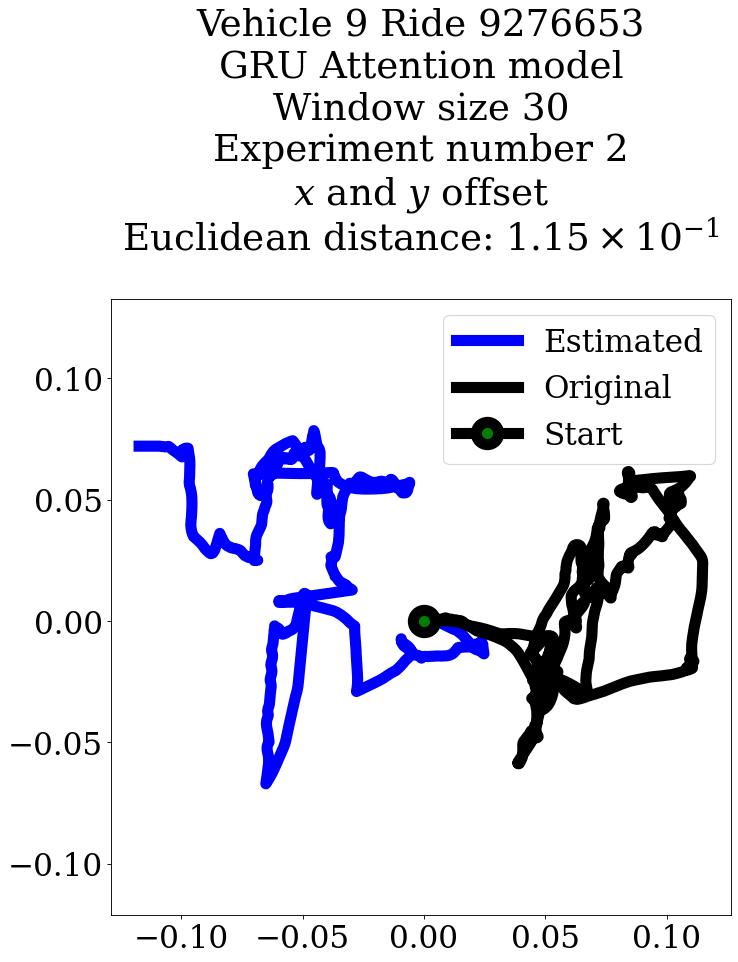 Vehicle 9 Ride 9276653
GRU Attention model
Window size 30
Experiment number 2
x and y offset
Euclidean distance: 1.15 × 10⁻¹
Estimated
Original
Start
0.10
0.05
0.00
−0.05
−0.10
−0.10 −0.05 0.00 0.05 0.10